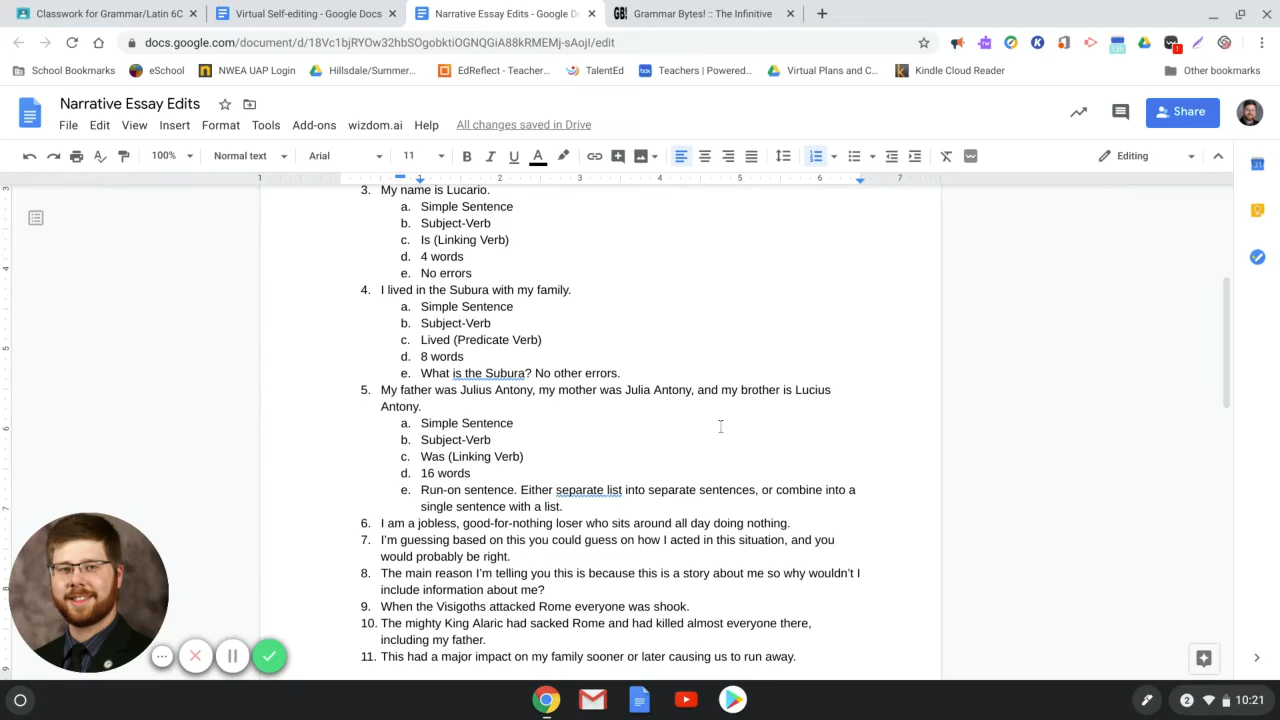 Classwork for Grammar/Latin 6C
Virtual Self-editing - Google Docs
Narrative Essay Edits - Google D
GB! Grammar Bytes! :: The Infinitive
docs.google.com/document/d/18Vc1bjRYOw32hbSOgobktiOGNQGiA88kRMEMj-sAojI/edit
School Bookmarks
eSchool
NWEA UAP Login
Hillsdale/Summer...
EdReflect - Teacher...
TalentEd
Teachers | Powered...
Virtual Plans and C...
Kindle Cloud Reader
Other bookmarks
Narrative Essay Edits
File Edit View Insert Format Tools Add-ons wizdom.ai Help All changes saved in Drive
Share
100% Normal text Arial 11 B I U A Editing
1 1 2 3 4 5 6 7
3. My name is Lucario.
a. Simple Sentence
b. Subject-Verb
c. Is (Linking Verb)
d. 4 words
e. No errors
4. I lived in the Subura with my family.
a. Simple Sentence
b. Subject-Verb
c. Lived (Predicate Verb)
d. 8 words
e. What is the Subura? No other errors.
5. My father was Julius Antony, my mother was Julia Antony, and my brother is Lucius
Antony.
a. Simple Sentence
b. Subject-Verb
c. Was (Linking Verb)
d. 16 words
e. Run-on sentence. Either separate list into separate sentences, or combine into a
single sentence with a list.
6. I am a jobless, good-for-nothing loser who sits around all day doing nothing.
7. I'm guessing based on this you could guess on how I acted in this situation, and you
would probably be right.
8. The main reason I'm telling you this is because this is a story about me so why wouldn't I
include information about me?
9. When the Visigoths attacked Rome everyone was shook.
10. The mighty King Alaric had sacked Rome and had killed almost everyone there,
including my father.
11. This had a major impact on my family sooner or later causing us to run away.
2 10:21